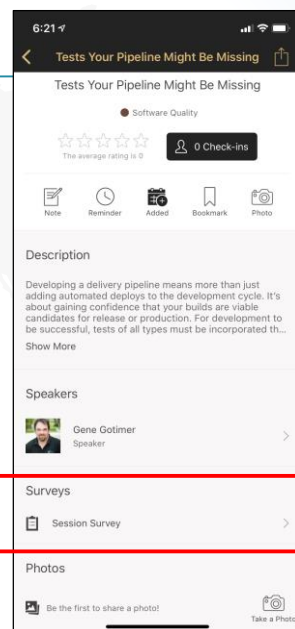 6:21
Tests Your Pipeline Might Be Missing
Tests Your Pipeline Might Be Missing
Software Quality
The average rating is 0
0 Check-ins
Note
Reminder
Added
Bookmark
Photo
Description
Developing a delivery pipeline means more than just
adding automated deploys to the development cycle. It's
about gaining confidence that your builds are viable
candidates for release or production. For development to
be successful, tests of all types must be incorporated th...
Show More
Speakers
Gene Gotimer
Speaker
Surveys
Session Survey
Photos
Be the first to share a photo!
Take a Photo